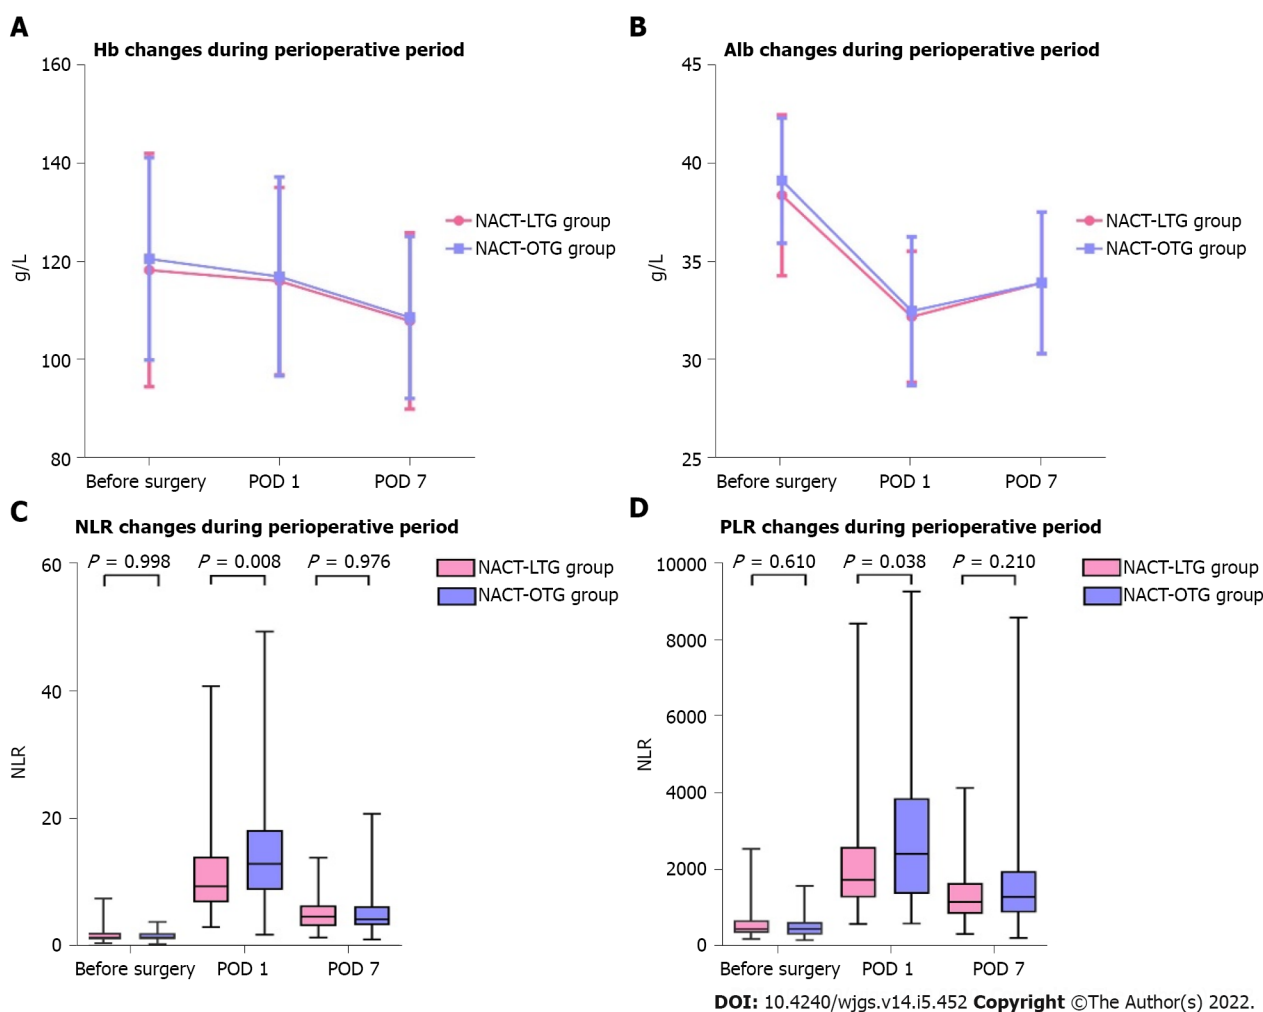 A
Hb changes during perioperative period
160
140
120
100
80
g/L
NACT-LTG group
NACT-OTG group
Before surgery POD 1 POD 7
B
Alb changes during perioperative period
45
40
35
30
25
g/L
NACT-LTG group
NACT-OTG group
Before surgery POD 1 POD 7
C
NLR changes during perioperative period
P = 0.998 P = 0.008 P = 0.976
60
40
20
0
NLR
NACT-LTG group
NACT-OTG group
Before surgery POD 1 POD 7
D
PLR changes during perioperative period
P = 0.610 P = 0.038 P = 0.210
10000
8000
6000
4000
2000
0
NLR
NACT-LTG group
NACT-OTG group
Before surgery POD 1 POD 7
DOI: 10.4240/wjgs.v14.i5.452 Copyright ©The Author(s) 2022.